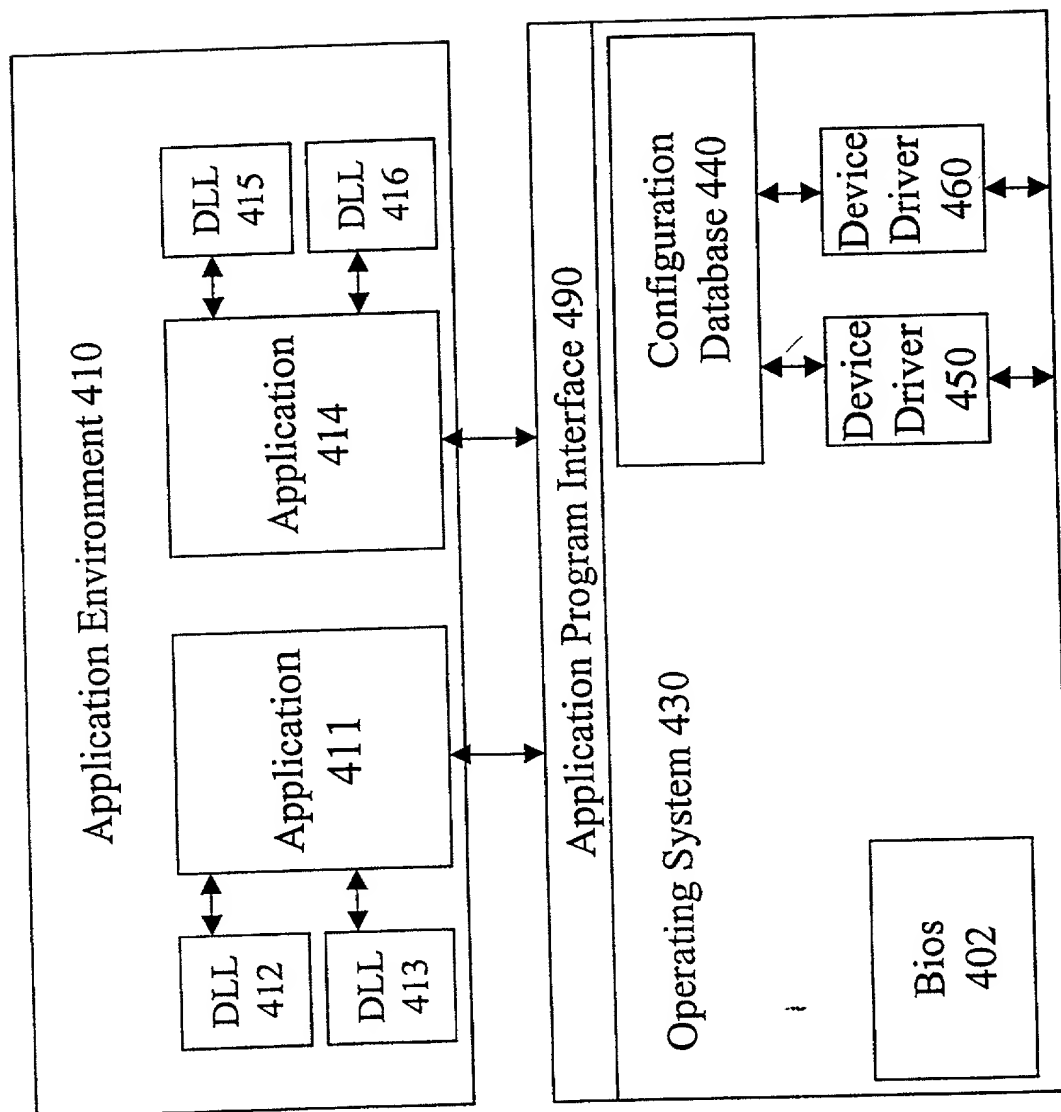 Application Environment 410
DLL
412
DLL
413
Application
411
Application
414
DLL
415
DLL
416
Application Program Interface 490
Operating System 430
Bios
402
Configuration
Database 440
Device
Driver
450
Device
Driver
460